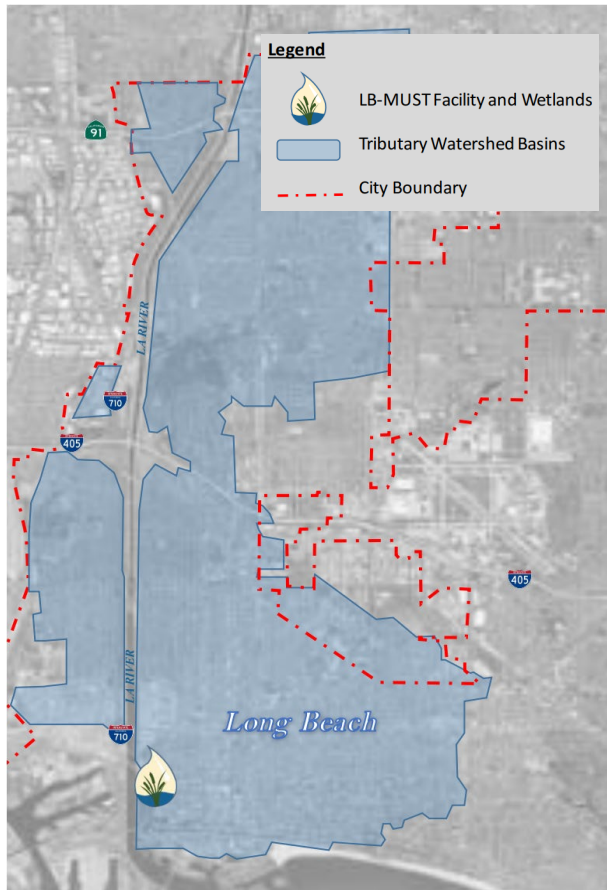 Legend
LB-MUST Facility and Wetlands
Tributary Watershed Basins
City Boundary
91
LA RIVER
710
405
405
LA RIVER
Long Beach
710